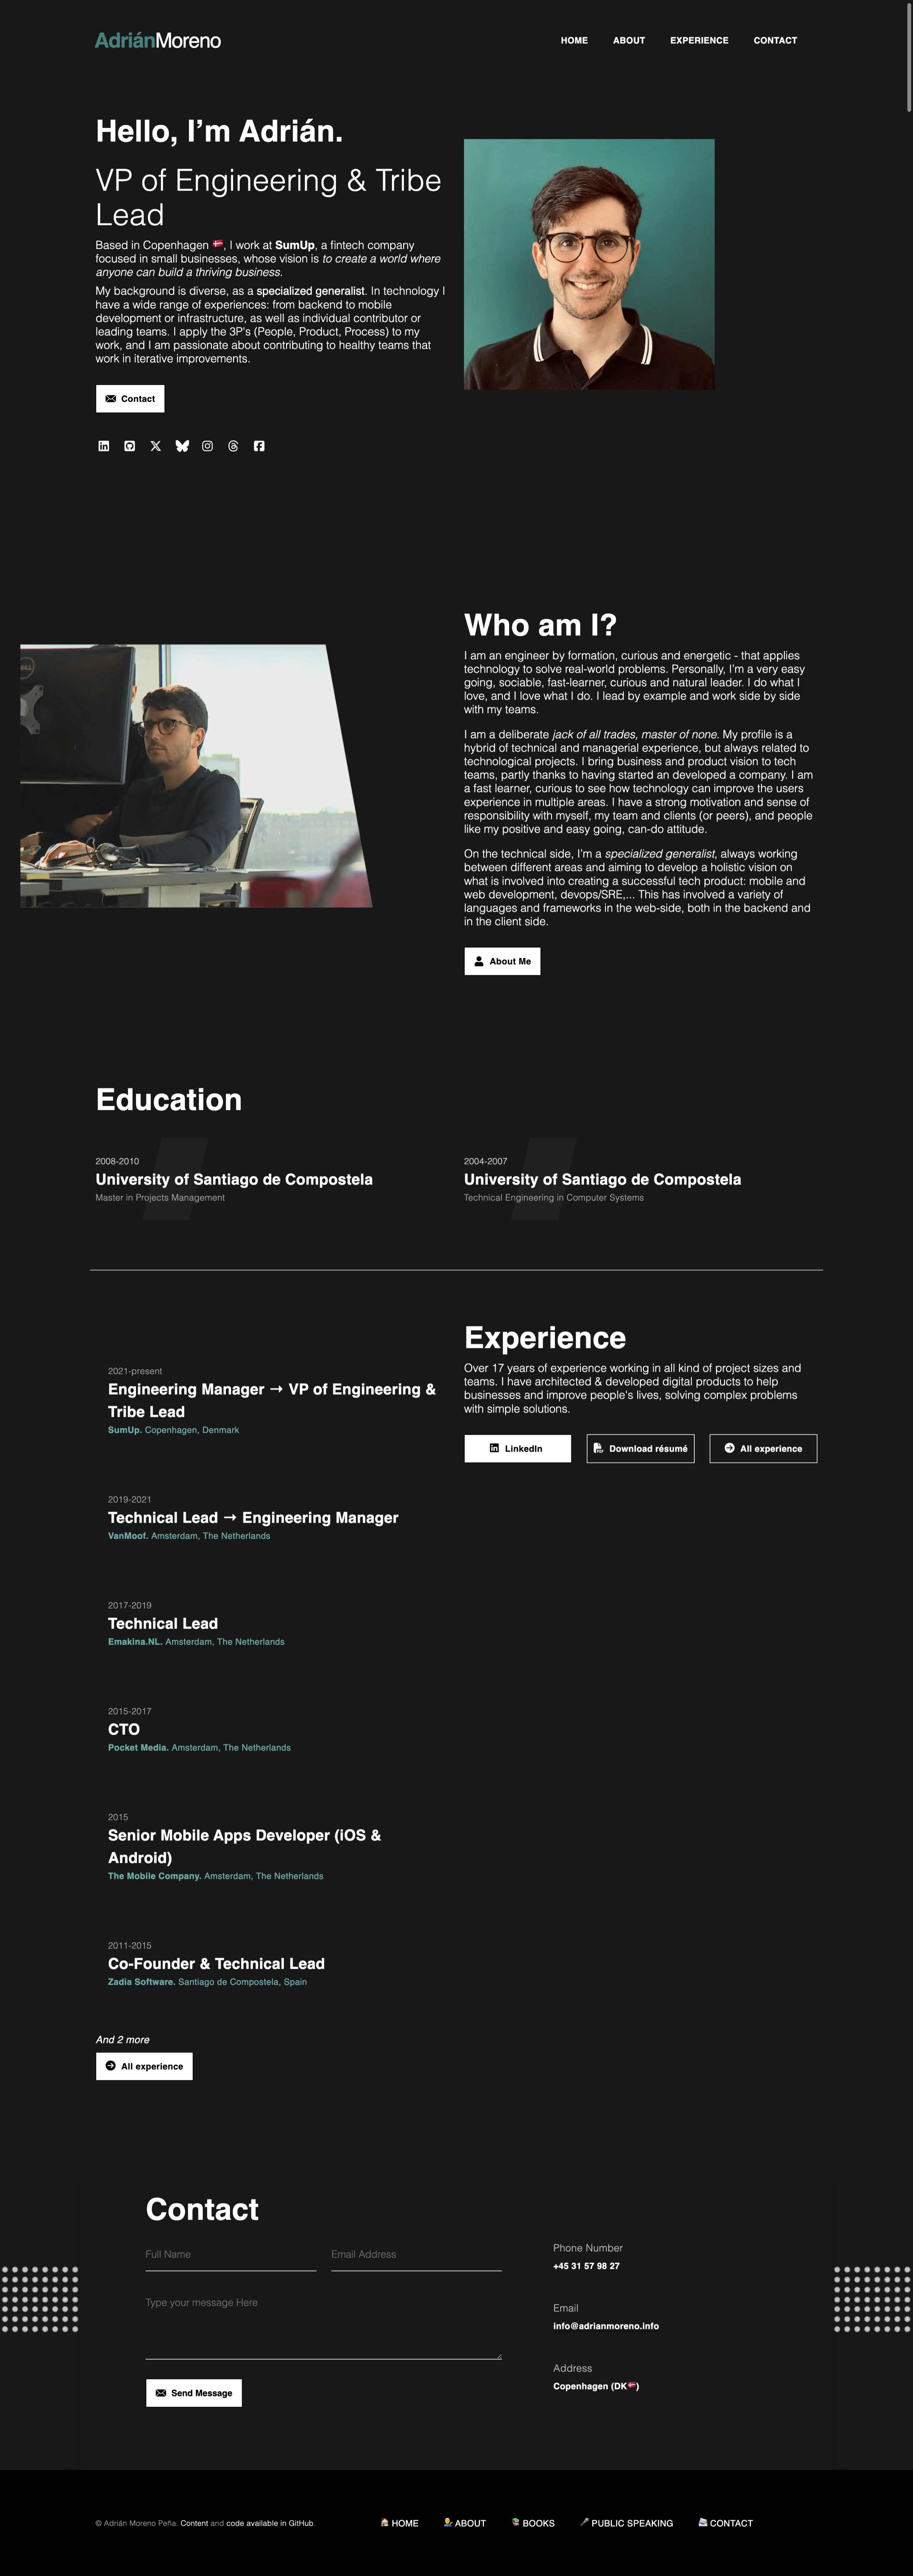 AdriánMoreno
HOME ABOUT EXPERIENCE CONTACT
Hello, I’m Adrián.
VP of Engineering & Tribe
Lead
Based in Copenhagen 🇩🇰, I work at SumUp, a fintech company
focused in small businesses, whose vision is to create a world where
anyone can build a thriving business.
My background is diverse, as a specialized generalist. In technology I
have a wide range of experiences: from backend to mobile
development or infrastructure, as well as individual contributor or
leading teams. I apply the 3P's (People, Product, Process) to my
work, and I am passionate about contributing to healthy teams that
work in iterative improvements.
Contact
Who am I?
I am an engineer by formation, curious and energetic - that applies
technology to solve real-world problems. Personally, I’m a very easy
going, sociable, fast-learner, curious and natural leader. I do what I
love, and I love what I do. I lead by example and work side by side
with my teams.
I am a deliberate jack of all trades, master of none. My profile is a
hybrid of technical and managerial experience, but always related to
technological projects. I bring business and product vision to tech
teams, partly thanks to having started an developed a company. I am
a fast learner, curious to see how technology can improve the users
experience in multiple areas. I have a strong motivation and sense of
responsibility with myself, my team and clients (or peers), and people
like my positive and easy going, can-do attitude.
On the technical side, I’m a specialized generalist, always working
between different areas and aiming to develop a holistic vision on
what is involved into creating a successful tech product: mobile and
web development, devops/SRE,... This has involved a variety of
languages and frameworks in the web-side, both in the backend and
in the client side.
DELL
About Me
Education
2008-2010
University of Santiago de Compostela
Master in Projects Management
2004-2007
University of Santiago de Compostela
Technical Engineering in Computer Systems
Experience
Over 17 years of experience working in all kind of project sizes and
teams. I have architected & developed digital products to help
businesses and improve people's lives, solving complex problems
with simple solutions.
LinkedIn
Download résumé
All experience
2021-present
Engineering Manager → VP of Engineering &
Tribe Lead
SumUp. Copenhagen, Denmark
2019-2021
Technical Lead → Engineering Manager
VanMoof. Amsterdam, The Netherlands
2017-2019
Technical Lead
Emakina.NL. Amsterdam, The Netherlands
2015-2017
CTO
Pocket Media. Amsterdam, The Netherlands
2015
Senior Mobile Apps Developer (iOS &
Android)
The Mobile Company. Amsterdam, The Netherlands
2011-2015
Co-Founder & Technical Lead
Zadia Software. Santiago de Compostela, Spain
And 2 more
All experience
Contact
Full Name
Email Address
Type your message Here
Send Message
Phone Number
+45 31 57 98 27
Email
info@adrianmoreno.info
Address
Copenhagen (DK🇩🇰)
© Adrián Moreno Peña. Content and code available in GitHub.
HOME ABOUT BOOKS PUBLIC SPEAKING CONTACT